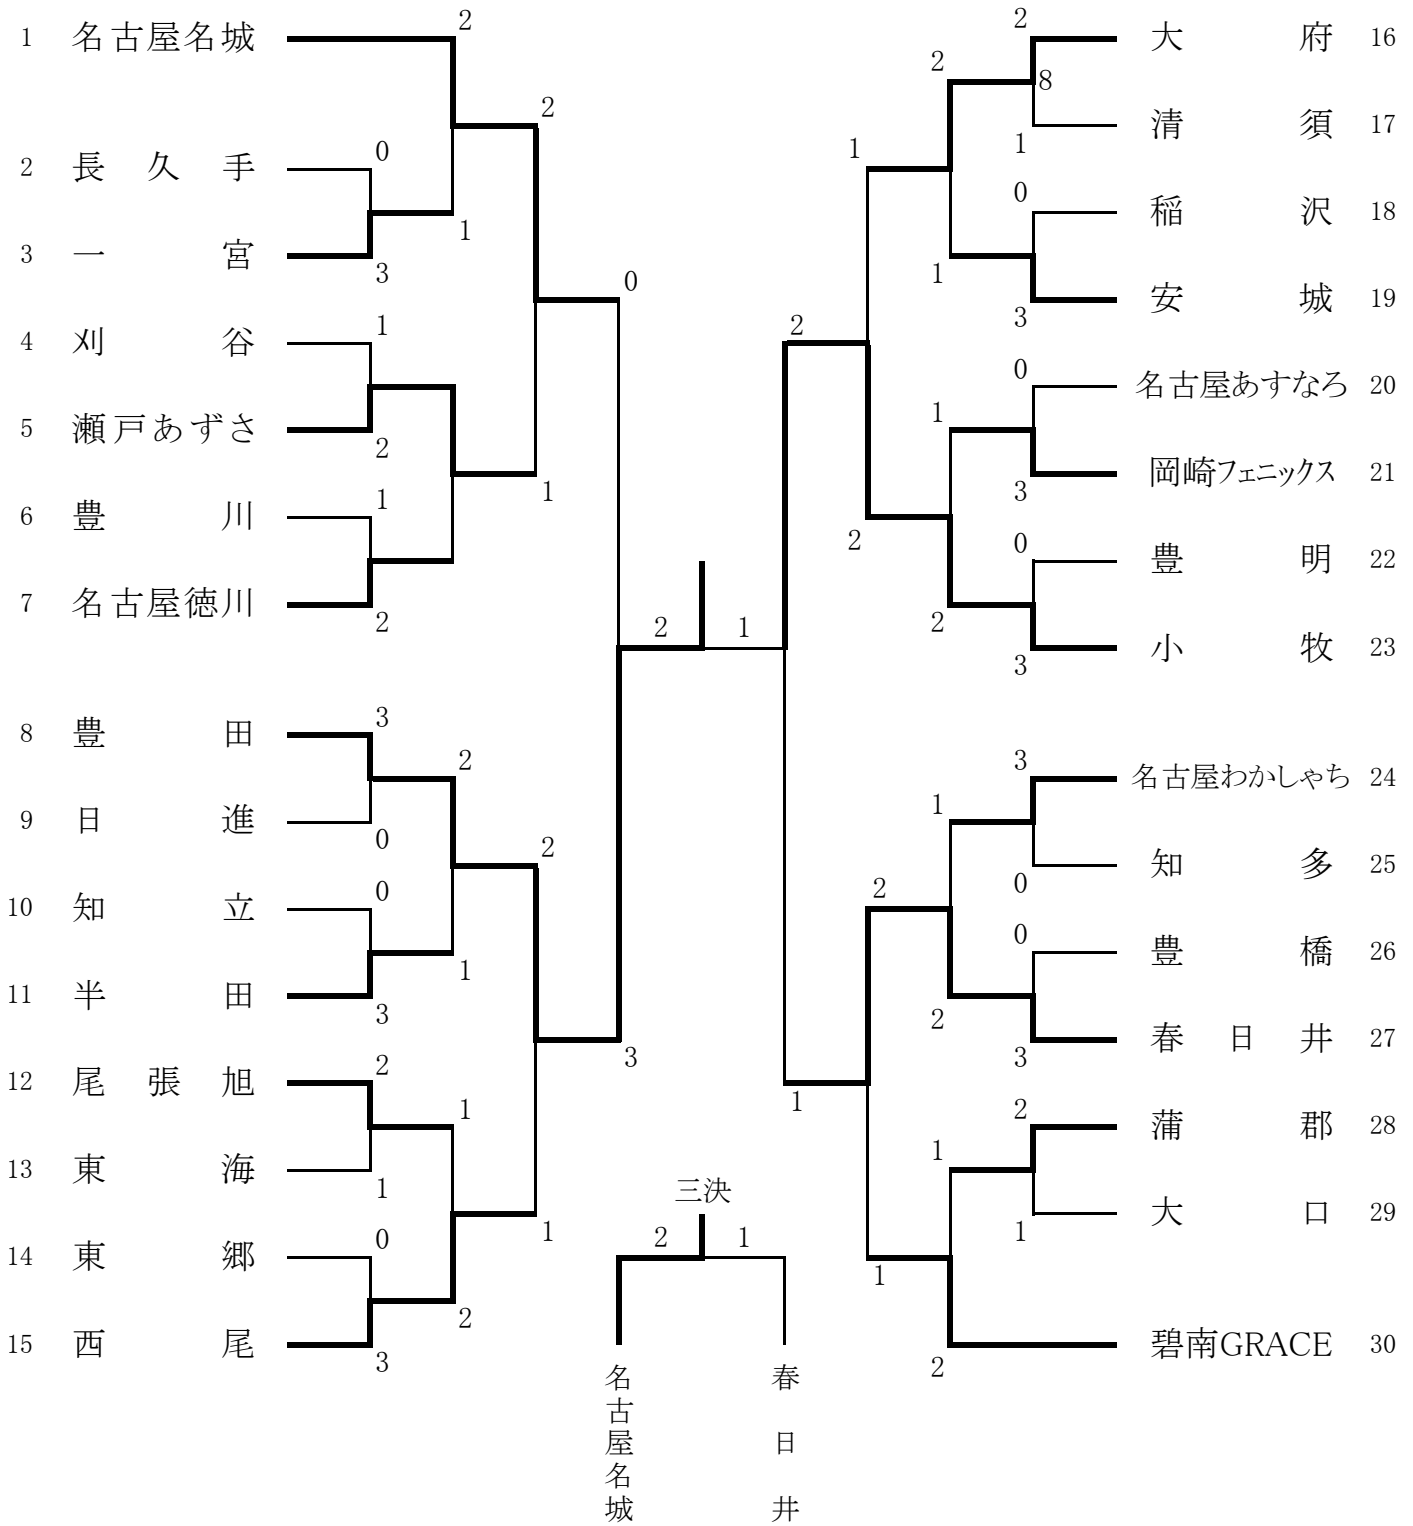 1 名古屋名城
2 長久手
3 一宮
4 刈谷
5 瀬戸あずさ
6 豊川
7 名古屋徳川
8 豊田
9 日進
10 知立
11 半田
12 尾張旭
13 東海
14 東郷
15 西尾
2
0
3
1
1
2
1
2
2
2
1
1
0
3
0
0
3
2
1
2
1
0
3
1
2
2
1
3
2
1
三決
2
1
名古屋名城
春日井
2
1
1
2
2
1
1
2
2
1
1
2
1
2
2
8
1
0
3
0
3
0
3
3
0
0
3
2
1
大府 16
清須 17
稲沢 18
安城 19
名古屋あすなろ 20
岡崎フェニックス 21
豊明 22
小牧 23
名古屋わかしゃち 24
知多 25
豊橋 26
春日井 27
蒲郡 28
大口 29
碧南GRACE 30